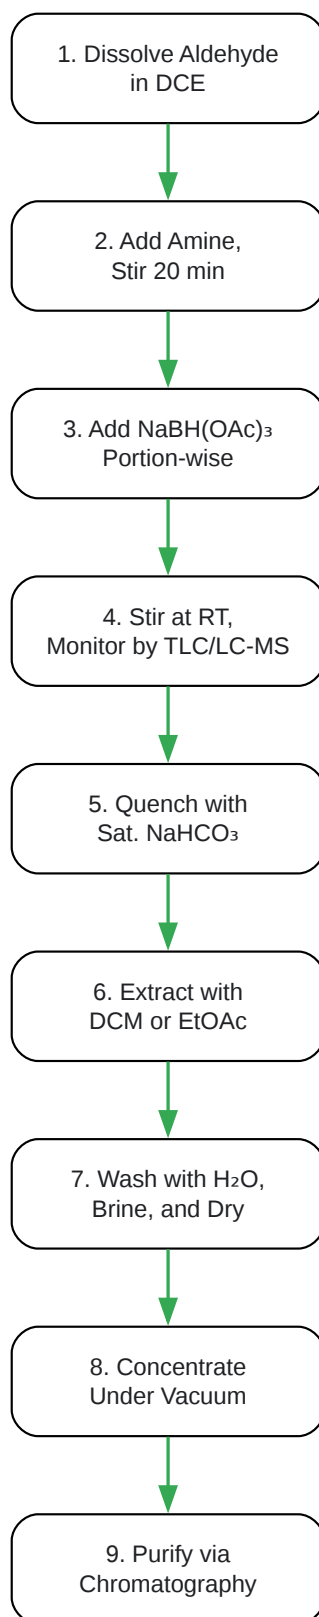 1. Dissolve Aldehyde
in DCE
2. Add Amine,
Stir 20 min
3. Add NaBH(OAc)₃
Portion-wise
4. Stir at RT,
Monitor by TLC/LC-MS
5. Quench with
Sat. NaHCO₃
6. Extract with
DCM or EtOAc
7. Wash with H₂O,
Brine, and Dry
8. Concentrate
Under Vacuum
9. Purify via
Chromatography